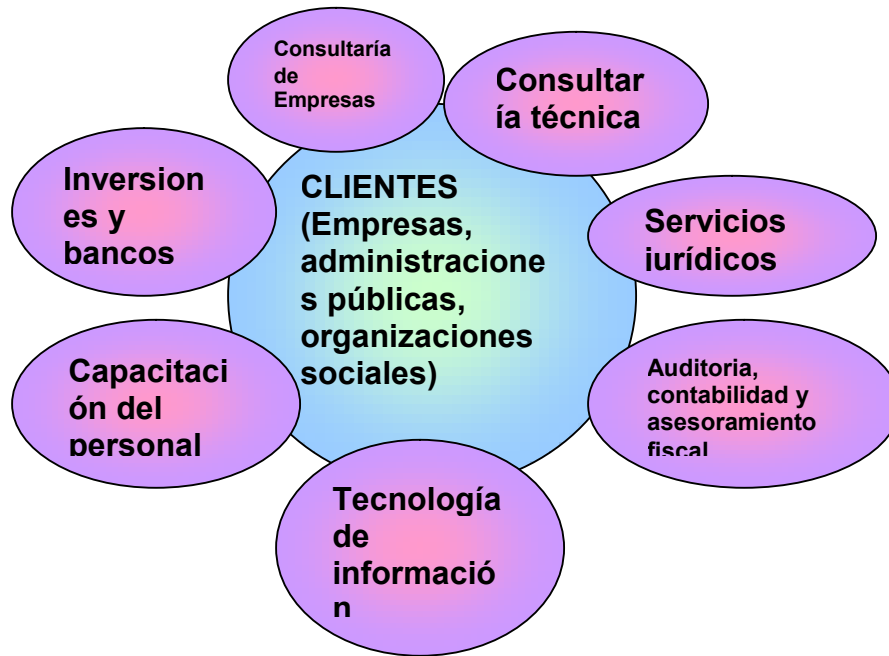 Consultaría
de
Empresas
Consultar
ía técnica
Inversion
es y
bancos
CLIENTES
(Empresas,
administracione
s públicas,
organizaciones
sociales)
Servicios
jurídicos
Capacitaci
ón del
personal
Auditoria,
contabilidad y
asesoramiento
fiscal
Tecnología
de
informació
n